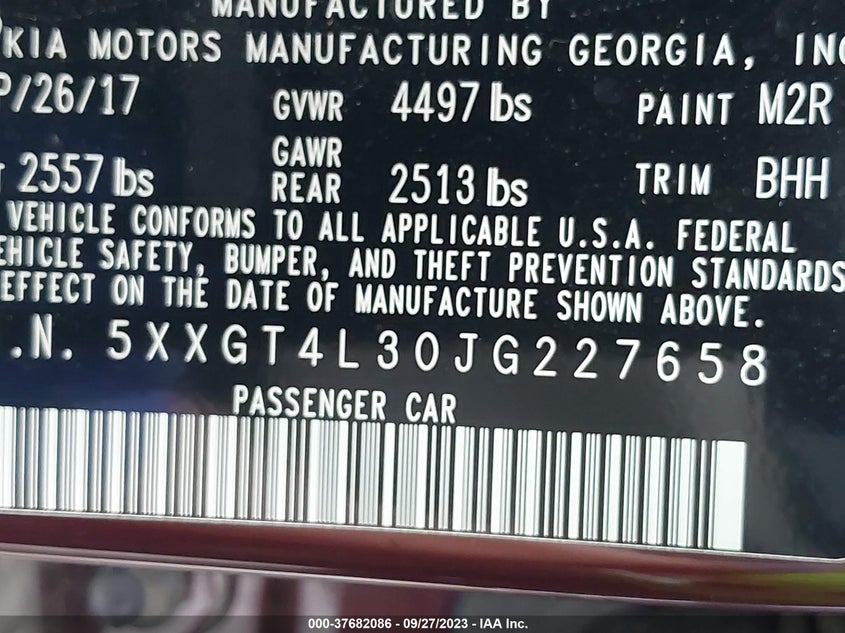 MANUFACTURED BY
KIA MOTORS MANUFACTURING GEORGIA, INC
P/26/17 GVWR 4497 lbs PAINT M2R
2557 lbs GAWR REAR 2513 lbs TRIM BHH
VEHICLE CONFORMS TO ALL APPLICABLE U.S.A. FEDERAL
EHICLE SAFETY, BUMPER, AND THEFT PREVENTION STANDARDS
EFFECT ON THE DATE OF MANUFACTURE SHOWN ABOVE.
.N. 5XXGT4L30JG227658
PASSENGER CAR
000-37682086 - 09/27/2023 - IAA Inc.